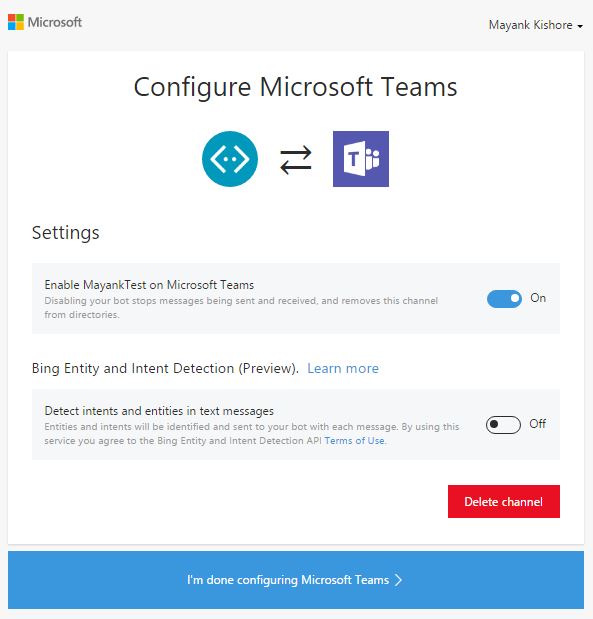 Microsoft
Mayank Kishore
Configure Microsoft Teams
T
Settings
Enable MayankTest on Microsoft Teams
Disabling your bot stops messages being sent and received, and removes this channel
from directories.
On
Bing Entity and Intent Detection (Preview). Learn more
Detect intents and entities in text messages
Entities and intents will be identified and sent to your bot with each message. By using this
service you agree to the Bing Entity and Intent Detection API Terms of Use.
Off
Delete channel
I'm done configuring Microsoft Teams